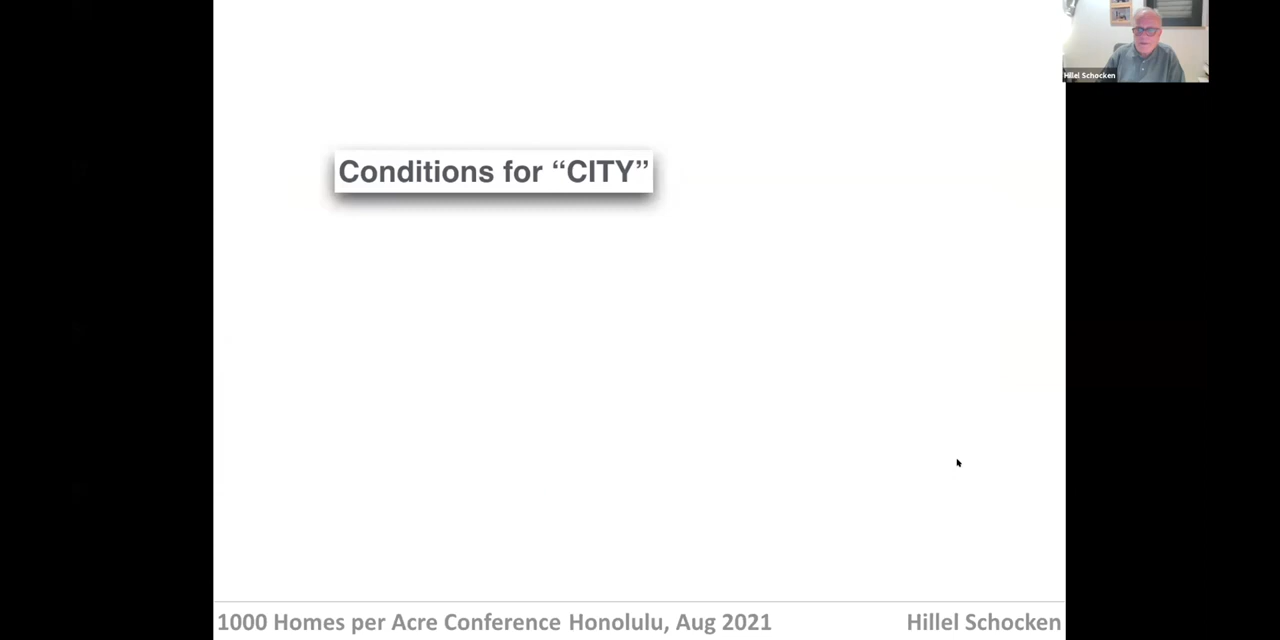 Hillel Schocken
Conditions for “CITY”
1000 Homes per Acre Conference Honolulu, Aug 2021
Hillel Schocken